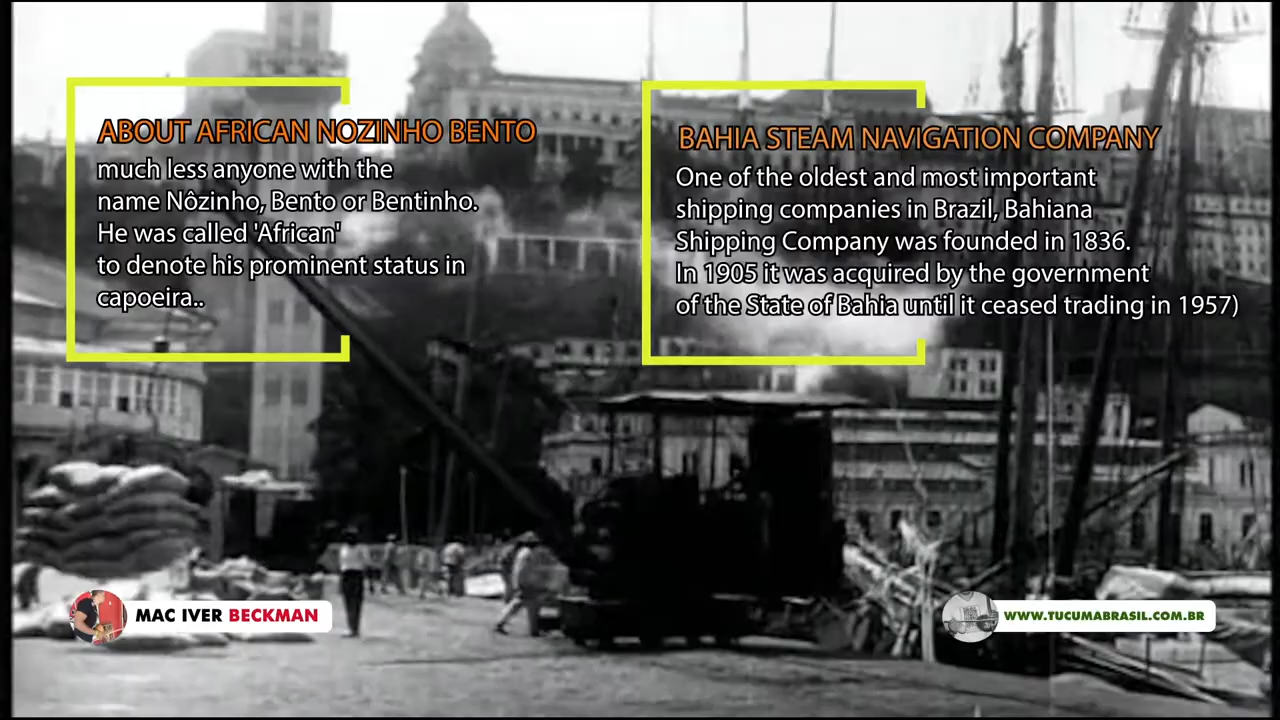 ABOUT AFRICAN NOZINHO BENTO
much less anyone with the
name Nôzinho, Bento or Bentinho.
He was called 'African'
to denote his prominent status in
capoeira..
BAHIA STEAM NAVIGATION COMPANY
One of the oldest and most important
shipping companies in Brazil, Bahiana
Shipping Company was founded in 1836.
In 1905 it was acquired by the government
of the State of Bahia until it ceased trading in 1957)
MAC IVER BECKMAN
WWW.TUCUMABRASIL.COM.BR